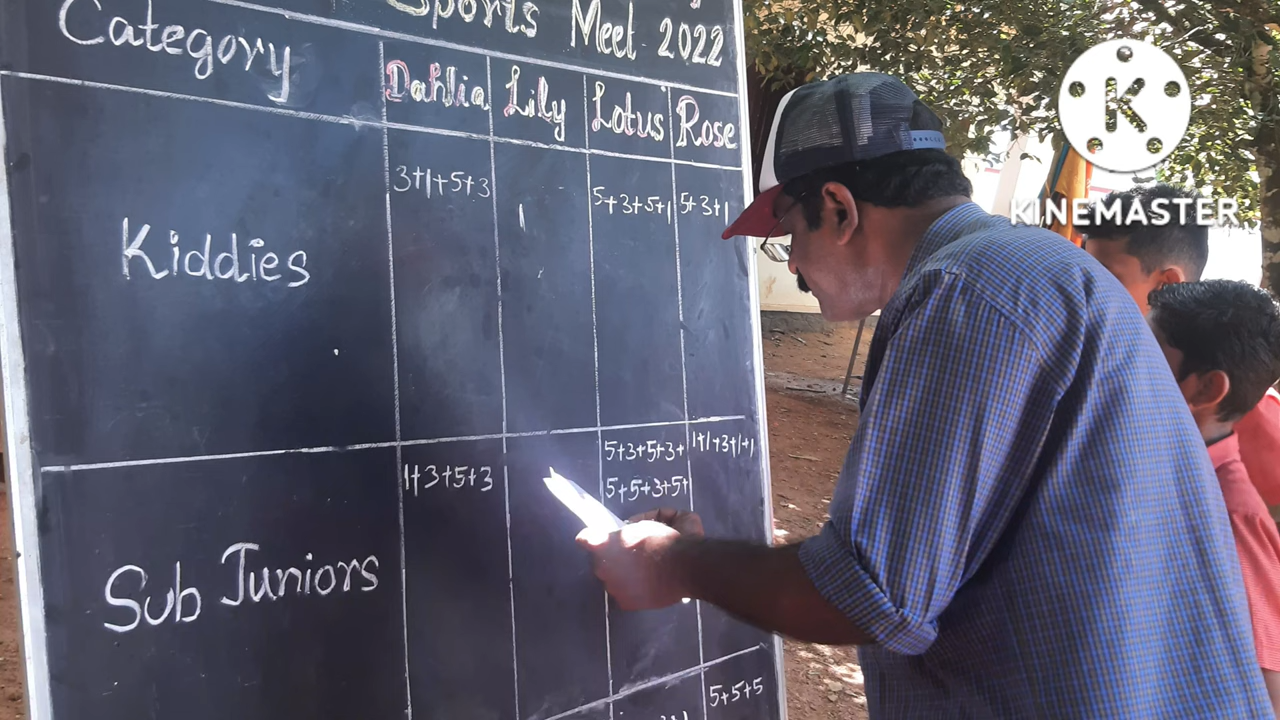 Sports Meet 2022
Category Dahlia Lily Lotus Rose
Kiddies 3+1+5+3 1 5+3+5+1 5+3+1
Sub Juniors 1+3+5+3 5+3+5+3+ 1+1+3+1+1
5+5+3+5+
5+5+5
K
KINEMASTER